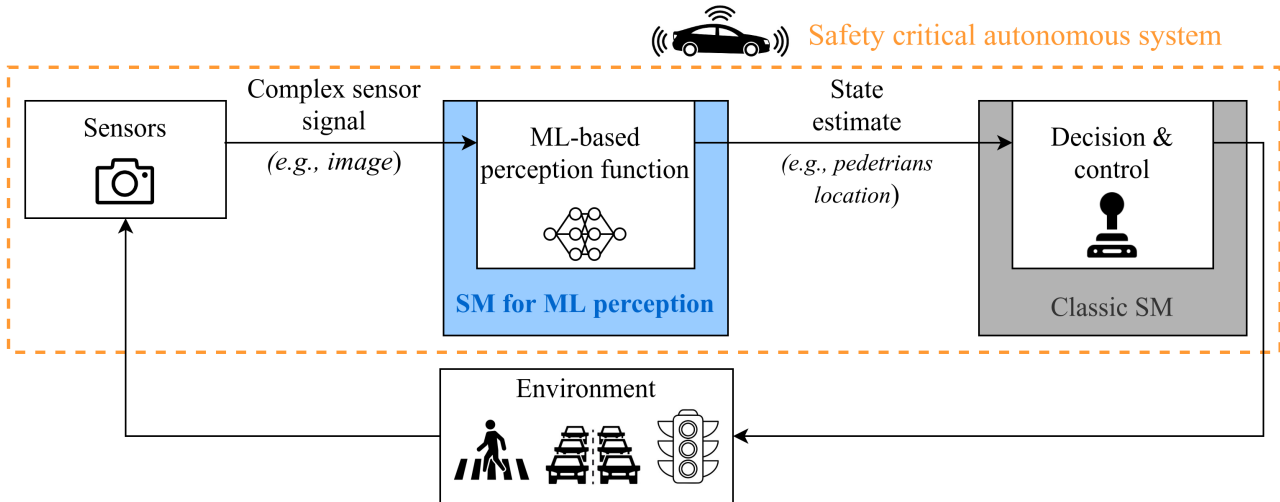 Safety critical autonomous system
Sensors
Complex sensor
signal
(e.g., image)
ML-based
perception function
SM for ML perception
State
estimate
(e.g., pedetrians
location)
Decision &
control
Classic SM
Environment